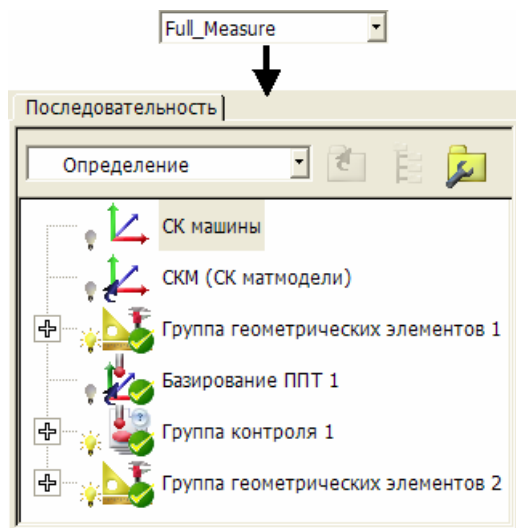 Full_Measure
Последовательность
Определение
СК машины
СКМ (СК матмодели)
Группа геометрических элементов 1
Базирование ППТ 1
Группа контроля 1
Группа геометрических элементов 2